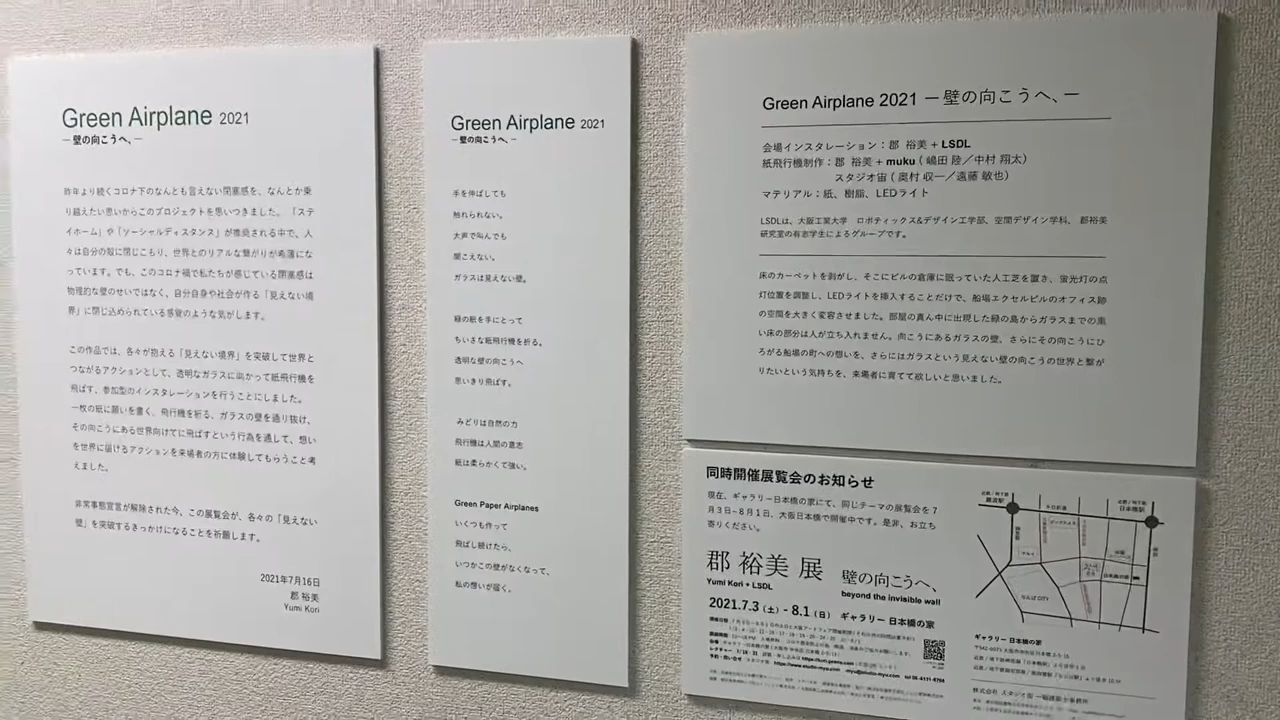 Green Airplane 2021
－壁の向こうへ、－
昨年より続くコロナ下のなんとも言えない閉塞感を、なんとか乗
り越えたい思いからこのプロジェクトを思いつきました。「ステ
イホーム」や「ソーシャルディスタンス」が推奨される中で、人
々は自分の殻に閉じこもり、世界とのリアルな繋がりが希薄にな
っています。でも、このコロナ禍で私たちが感じている閉塞感は
物理的な壁のせいではなく、自分自身や社会が作る「見えない境
界」に閉じ込められている感覚のような気がします。
この作品では、各々が抱える「見えない境界」を突破して世界と
つながるアクションとして、透明なガラスに向かって紙飛行機を
飛ばす、参加型のインスタレーションを行うことにしました。
一枚の紙に願いを書く、飛行機を折る、ガラスの壁を通り抜け、
その向こうにある世界向けてに飛ばすという行為を通して、想い
を世界に届けるアクションを来場者の方に体験してもらうこと考
えました。
非常事態宣言が解除された今、この展覧会が、各々の「見えない
壁」を突破するきっかけになることを祈願します。
2021年7月16日
郡 裕美
Yumi Kori
Green Airplane 2021
－壁の向こうへ、－
手を伸ばしても
触れられない。
大声で叫んでも
聞こえない。
ガラスは見えない壁。
緑の紙を手にとって
ちいさな紙飛行機を折る。
透明な壁の向こうへ
思いきり飛ばす。
みどりは自然の力
飛行機は人間の意志
紙は柔らかくて強い。
Green Paper Airplanes
いくつも作って
飛ばし続けたら、
いつかこの壁がなくなって、
私の想いが届く。
Green Airplane 2021 －壁の向こうへ、－
会場インスタレーション：郡 裕美 + LSDL
紙飛行機制作：郡 裕美 + muku ( 嶋田 陸／中村 翔太)
スタジオ宙 ( 奥村 収一／遠藤 敏也)
マテリアル：紙、樹脂、LEDライト
LSDLは、大阪工業大学 ロボティックス&デザイン工学部、空間デザイン学科、 郡裕美
研究室の有志学生によるグループです。
床のカーペットを剥がし、そこにビルの倉庫に眠っていた人工芝を置き、蛍光灯の点
灯位置を調整し、LEDライトを挿入することだけで、船場エクセルビルのオフィス跡
の空間を大きく変容させました。部屋の真ん中に出現した緑の島からガラスまでの黒
い床の部分は人が立ち入れません。向こうにあるガラスの壁、さらにその向こうにひ
ろがる船場の町への想いを、さらにはガラスという見えない壁の向こうの世界と繋が
りたいという気持ちを、来場者に育てて欲しいと思いました。
同時開催展覧会のお知らせ
現在、ギャラリー日本橋の家にて、同じテーマの展覧会を７
月３日~８月１日、大阪日本橋で開催中です。是非、お立ち
寄りください。
郡 裕美 展 壁の向こうへ、
Yumi Kori + LSDL beyond the invisible wall
2021.7.3（土）- 8.1（日） ギャラリー 日本橋の家
日本橋駅
なんば CITY
ギャラリー 日本橋の家